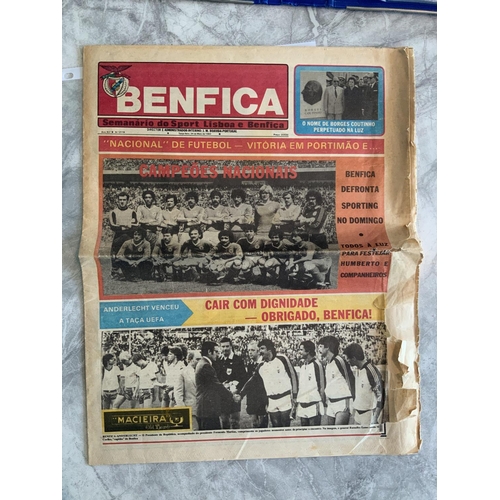 BENFICA
Semanário do Sport Lisboa e Benfica
O NOME DE BORGES COUTINHO
PERPETUADO NA LUZ
"NACIONAL" DE FUTEBOL — VITÓRIA EM PORTIMÃO E...
CAMPEÕES NACIONAIS
BENFICA
DEFRONTA
SPORTING
NO DOMINGO
TODOS À LUZ
PARA FESTEJAR
HUMBERTO E
COMPANHEIROS
ANDERLECHT VENCEU
A TAÇA UEFA
CAIR COM DIGNIDADE
— OBRIGADO, BENFICA!
"MACIEIRA"